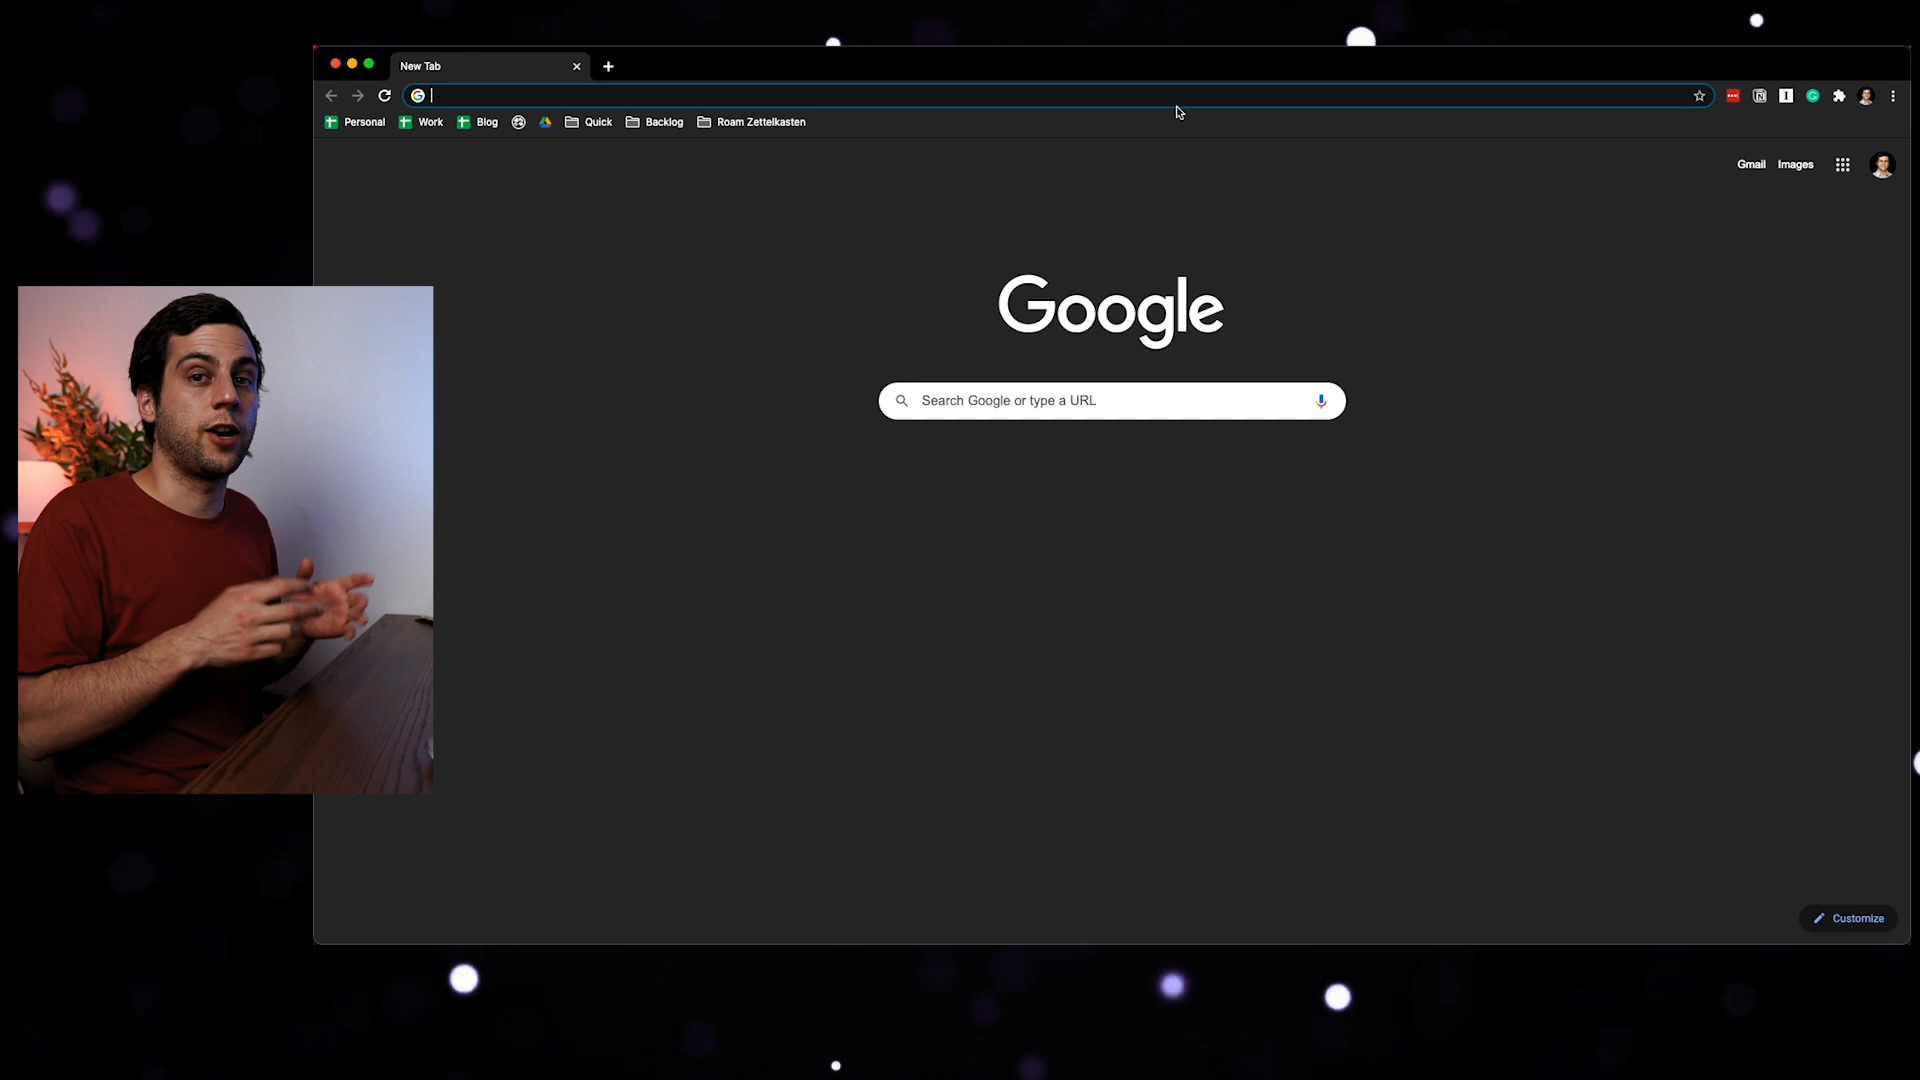 New Tab
Personal Work Blog Quick Backlog Roam Zettelkasten
Gmail Images
Google
Search Google or type a URL
Customize